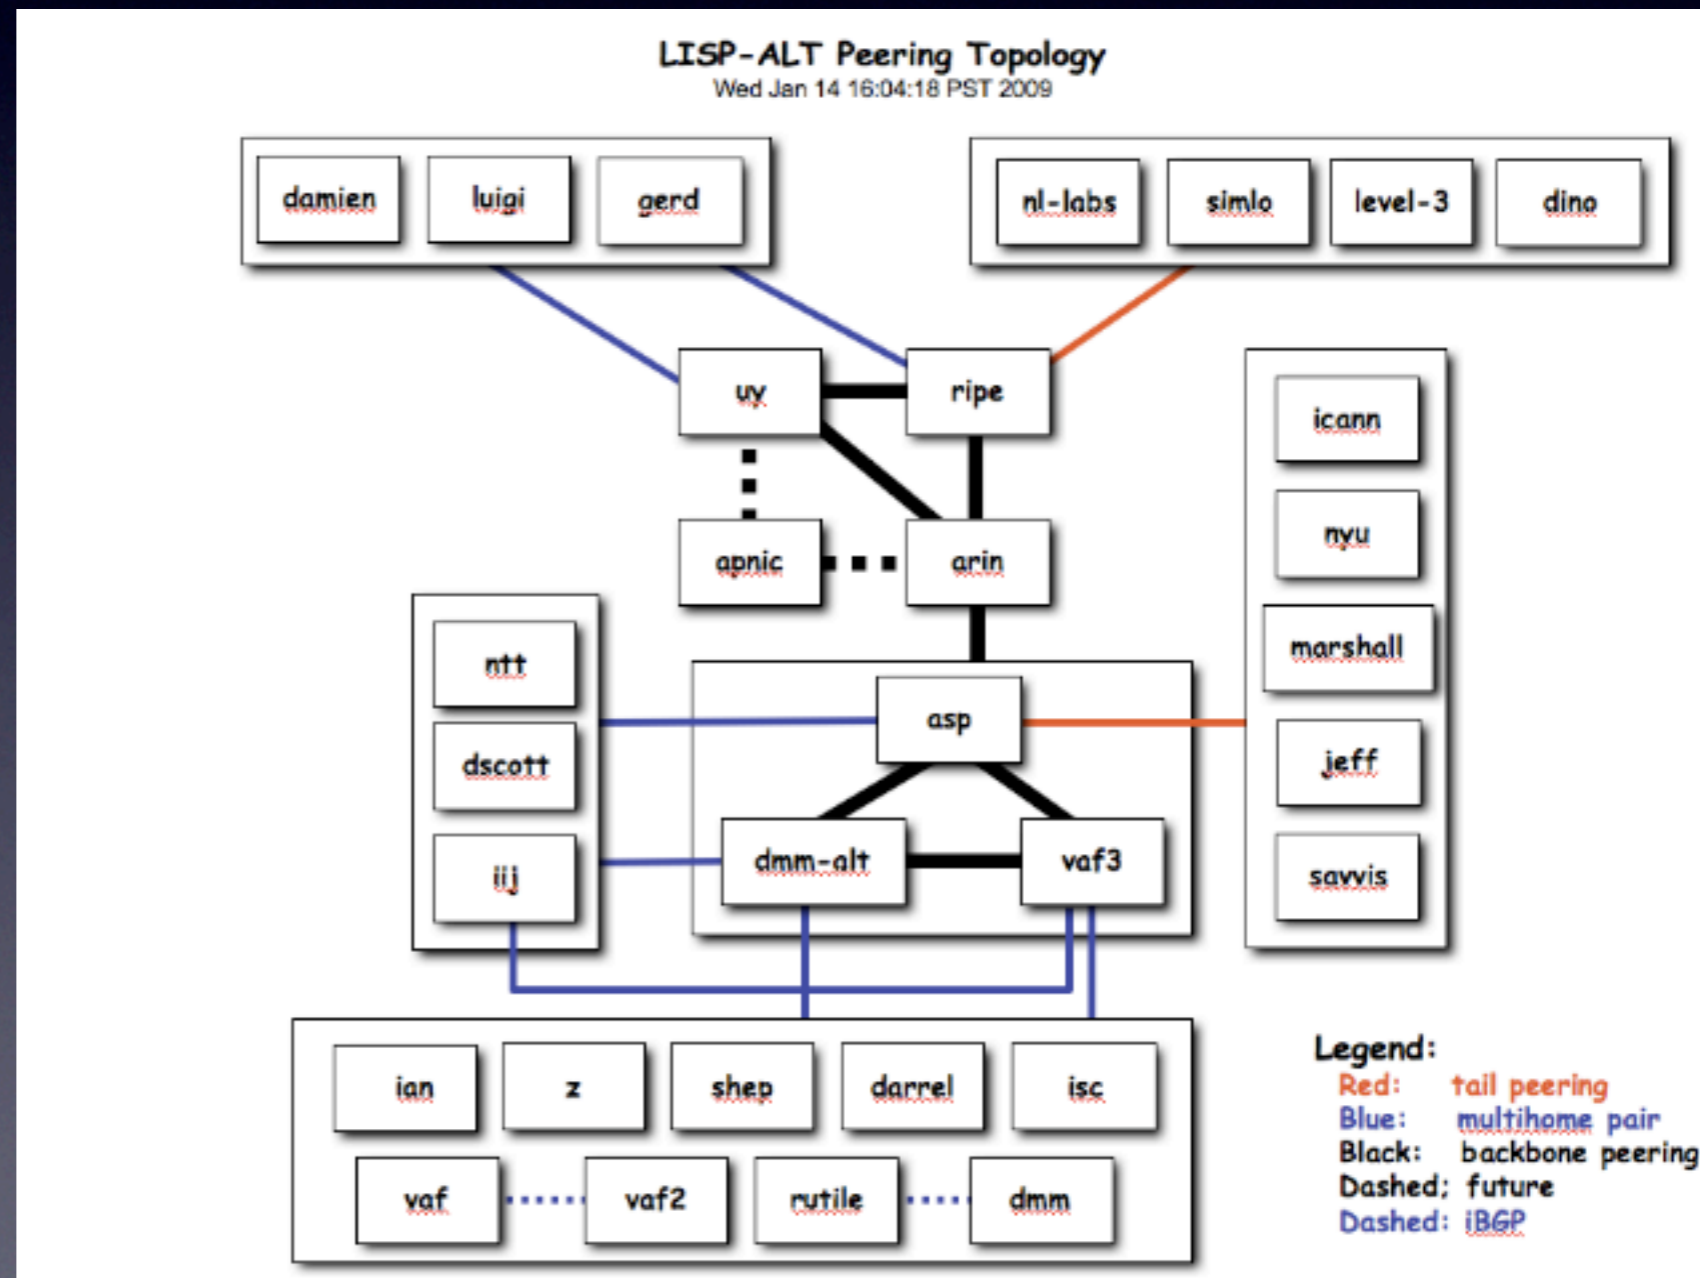 LISP-ALT Peering Topology
Wed Jan 14 16:04:18 PST 2009
damien
luigi
gerd
nl-labs
simlo
level-3
dino
uy
ripe
apnic
arin
icann
nyu
marshall
jeff
savvis
ntt
dscott
iij
asp
dmm-alt
vaf3
ian
z
shep
darrel
isc
vaf
vaf2
rutile
dmm
Legend:
Red: tail peering
Blue: multihome pair
Black: backbone peering
Dashed; future
Dashed: iBGP